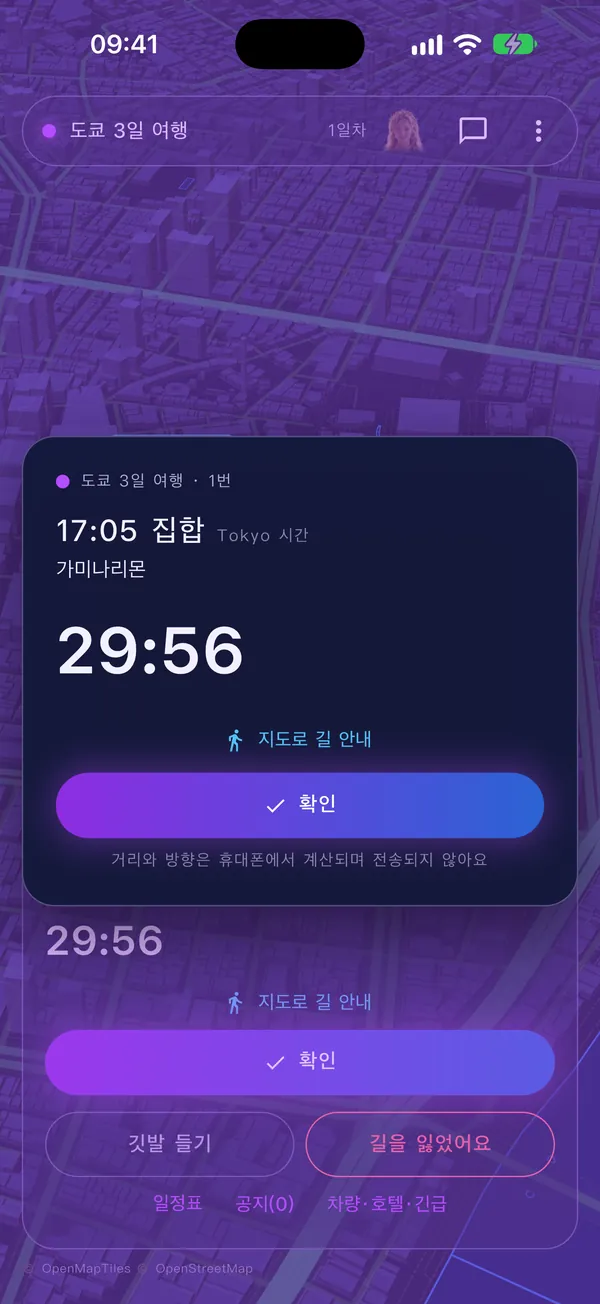 09:41
도쿄 3일 여행
1일차
도쿄 3일 여행 · 1번
17:05 집합 Tokyo 시간
가미나리몬
29:56
지도로 길 안내
확인
거리와 방향은 휴대폰에서 계산되며 전송되지 않아요
29:56
지도로 길 안내
확인
깃발 들기
길을 잃었어요
일정표 공지(0) 차량·호텔·긴급
© OpenMapTiles © OpenStreetMap